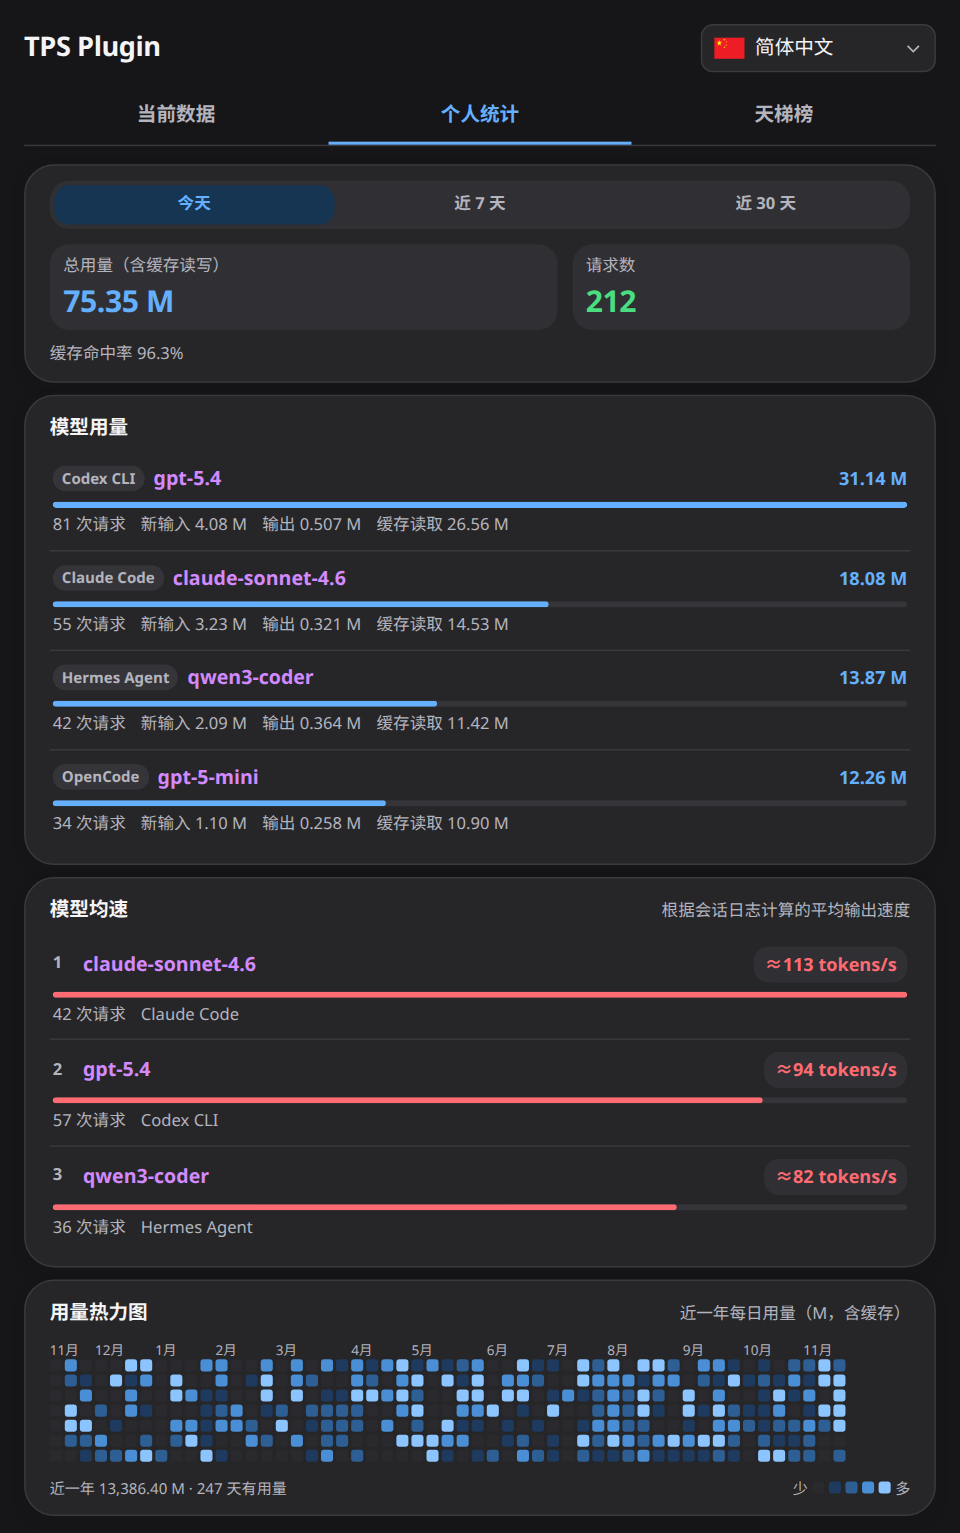 TPS Plugin
简体中文
当前数据
个人统计
天梯榜
今天
近 7 天
近 30 天
总用量（含缓存读写）
请求数
75.35 M
212
缓存命中率 96.3%
模型用量
Codex CLI gpt-5.4 31.14 M
81 次请求 新输入 4.08 M 输出 0.507 M 缓存读取 26.56 M
Claude Code claude-sonnet-4.6 18.08 M
55 次请求 新输入 3.23 M 输出 0.321 M 缓存读取 14.53 M
Hermes Agent qwen3-coder 13.87 M
42 次请求 新输入 2.09 M 输出 0.364 M 缓存读取 11.42 M
OpenCode gpt-5-mini 12.26 M
34 次请求 新输入 1.10 M 输出 0.258 M 缓存读取 10.90 M
模型均速 根据会话日志计算的平均输出速度
1 claude-sonnet-4.6 ≈113 tokens/s
42 次请求 Claude Code
2 gpt-5.4 ≈94 tokens/s
57 次请求 Codex CLI
3 qwen3-coder ≈82 tokens/s
36 次请求 Hermes Agent
用量热力图 近一年每日用量（M，含缓存）
11月 12月 1月 2月 3月 4月 5月 6月 7月 8月 9月 10月 11月
近一年 13,386.40 M · 247 天有用量 少 多